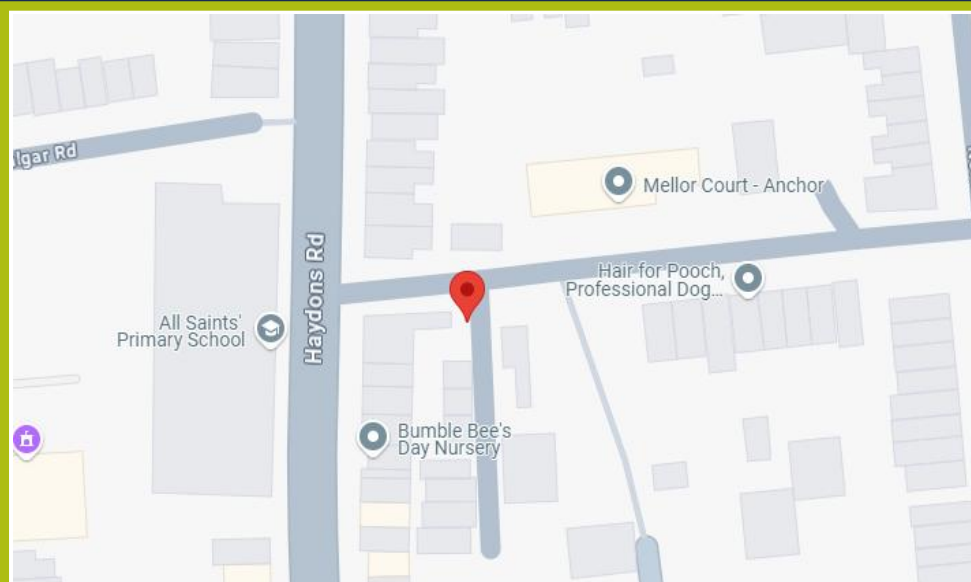 lgar Rd
Mellor Court - Anchor
Haydons Rd
Hair for Pooch,
Professional Dog...
All Saints'
Primary School
Bumble Bee's
Day Nursery